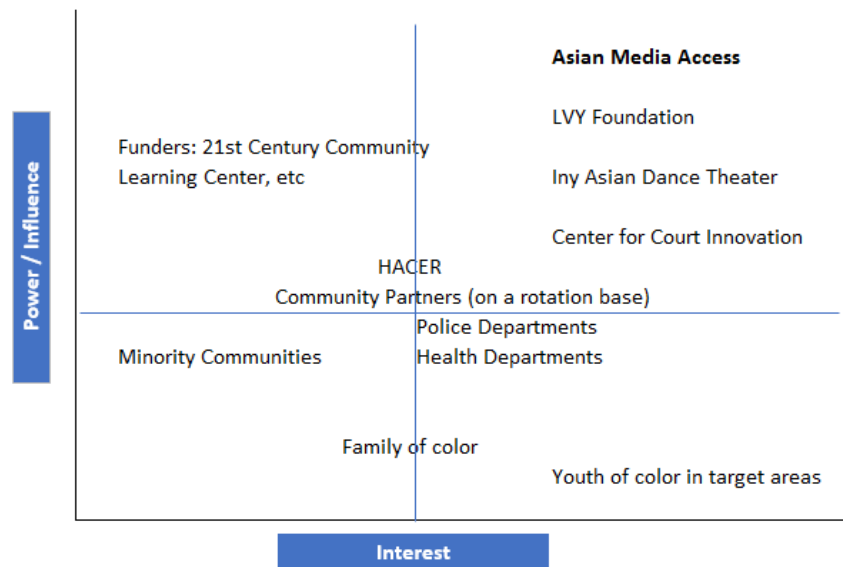 Asian Media Access
LVY Foundation
Funders: 21st Century Community
Learning Center, etc
Iny Asian Dance Theater
Center for Court Innovation
HACER
Community Partners (on a rotation base)
Police Departments
Minority Communities
Health Departments
Family of color
Youth of color in target areas
Power / Influence
Interest